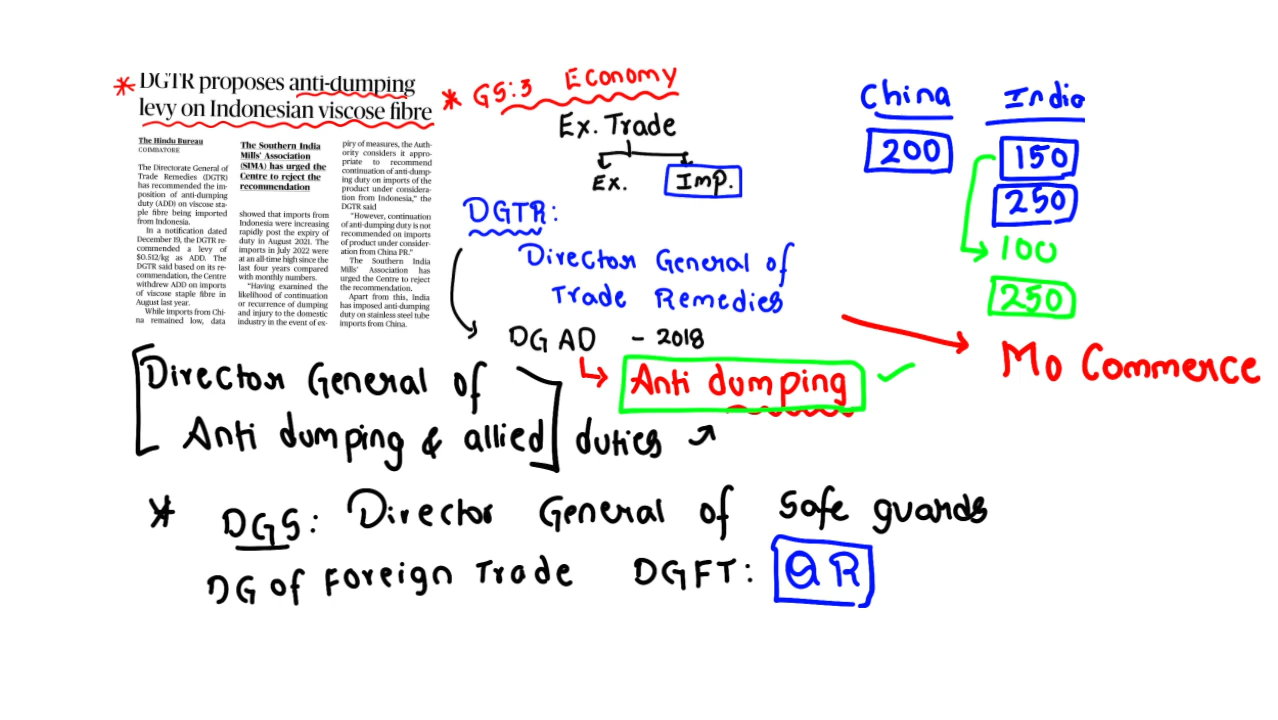 DGTR proposes anti-dumping
levy on Indonesian viscose fibre
The Hindu Bureau
COIMBATORE
The Directorate General of
Trade Remedies (DGTR)
has recommended the im-
position of anti-dumping
duty (ADD) on viscose sta-
ple fibre being imported
from Indonesia.
In a notification dated
December 19, the DGTR re-
commended a levy of
$0.512/kg as ADD. The
DGTR said based on its re-
commendation, the Centre
withdrew ADD on imports
of viscose staple fibre in
August last year.
While imports from Chi-
na remained low, data
The Southern India
Mills' Association
(SIMA) has urged the
Centre to reject the
recommendation
showed that imports from
Indonesia were increasing
rapidly post the expiry of
duty in August 2021. The
imports in July 2022 were
at an all-time high since the
last four years compared
with monthly numbers.
"Having examined the
likelihood of continuation
or recurrence of dumping
and injury to the domestic
industry in the event of ex-
piry of measures, the Auth-
ority considers it appro-
priate to recommend
continuation of anti-dump-
ing duty on imports of the
product under considera-
tion from Indonesia," the
DGTR said
"However, continuation
of anti-dumping duty is not
recommended on imports
of product under consider-
ation from China PR."
The Southern India
Mills' Association has
urged the Centre to reject
the recommendation.
Apart from this, India
has imposed anti-dumping
duty on stainless steel tube
imports from China.
* GS:3 Economy
Ex. Trade
Ex. Imp.
DGTR:
Director General of
Trade Remedies
DGAD - 2018
Anti dumping
China India
200 150
250
100
250
Mo Commerce
Director General of
Anti dumping & allied duties
* DGS: Director General of Safe guards
DG of Foreign Trade DGFT: QR